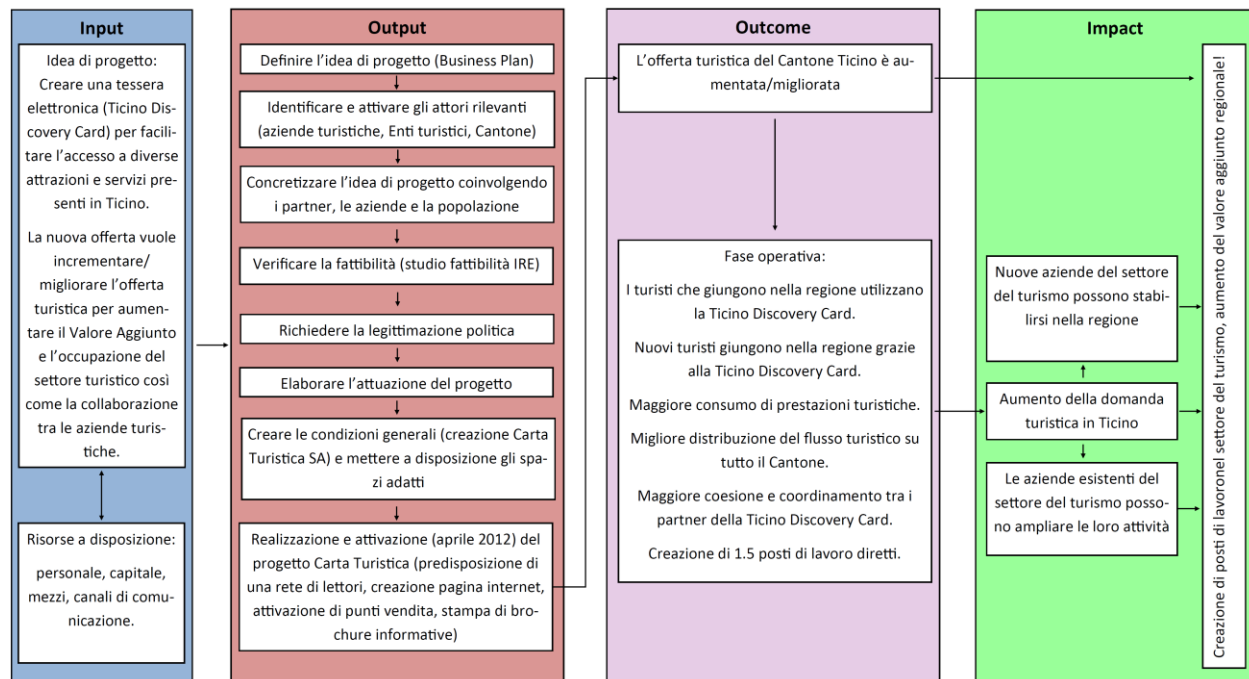 Input
Idea di progetto:
Creare una tessera
elettronica (Ticino Dis-
covery Card) per facili-
tare l'accesso a diverse
attrazioni e servizi pre-
senti in Ticino.
La nuova offerta vuole
incrementare/
migliorare l'offerta
turistica per aumen-
tare il Valore Aggiunto
e l'occupazione del
settore turistico così
come la collaborazione
tra le aziende turis-
tiche.
Risorse a disposizione:
personale, capitale,
mezzi, canali di comu-
nicazione.
Output
Definire l'idea di progetto (Business Plan)
Identificare e attivare gli attori rilevanti
(aziende turistiche, Enti turistici, Cantone)
Concretizzare l'idea di progetto coinvolgendo
i partner, le aziende e la popolazione
Verificare la fattibilità (studio fattibilità IRE)
Richiedere la legittimazione politica
Elaborare l'attuazione del progetto
Creare le condizioni generali (creazione Carta
Turistica SA) e mettere a disposizione gli spa-
zi adatti
Realizzazione e attivazione (aprile 2012) del
progetto Carta Turistica (predisposizione di
una rete di lettori, creazione pagina internet,
attivazione di punti vendita, stampa di bro-
chure informative)
Outcome
L'offerta turistica del Cantone Ticino è au-
mentata/migliorata
Fase operativa:
I turisti che giungono nella regione utilizzano
la Ticino Discovery Card.
Nuovi turisti giungono nella regione grazie
alla Ticino Discovery Card.
Maggiore consumo di prestazioni turistiche.
Migliore distribuzione del flusso turistico su
tutto il Cantone.
Maggiore coesione e coordinamento tra i
partner della Ticino Discovery Card.
Creazione di 1.5 posti di lavoro diretti.
Impact
Nuove aziende del settore
del turismo possono stabi-
lirsi nella regione
Aumento della domanda
turistica in Ticino
Le aziende esistenti del
settore del turismo posso-
no ampliare le loro attività
Creazione di posti di lavoronel settore del turismo, aumento del valore aggiunto regionale!